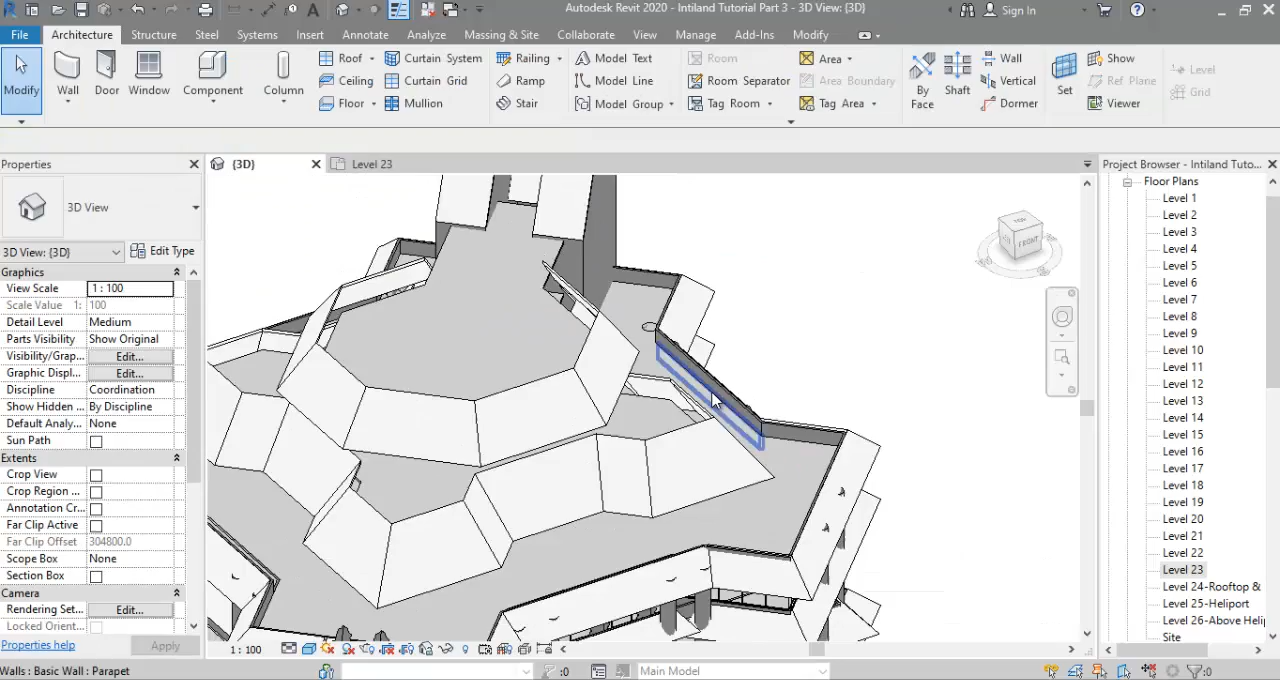 Autodesk Revit 2020 - Intiland Tutorial Part 3 - 3D View: {3D}
Sign In
File Architecture Structure Steel Systems Insert Annotate Analyze Massing & Site Collaborate View Manage Add-Ins Modify
Modify
Wall
Door
Window
Component
Column
Roof
Ceiling
Floor
Curtain System
Curtain Grid
Mullion
Railing
Ramp
Stair
Model Text
Model Line
Model Group
Room
Room Separator
Tag Room
Area
Area Boundary
Tag Area
By
Face
Shaft
Wall
Vertical
Dormer
Set
Show
Ref Plane
Viewer
Level
Grid
Properties
3D View
3D View: {3D}
Edit Type
Graphics
View Scale 1 : 100
Scale Value 1: 100
Detail Level Medium
Parts Visibility Show Original
Visibility/Grap... Edit...
Graphic Displ... Edit...
Discipline Coordination
Show Hidden ... By Discipline
Default Analy... None
Sun Path
Extents
Crop View
Crop Region ...
Annotation Cr...
Far Clip Active
Far Clip Offset 304800.0
Scope Box None
Section Box
Camera
Rendering Set... Edit...
Locked Orient...
Properties help
Apply
{3D}
Level 23
TOP
FRONT
1 : 100
Project Browser - Intiland Tuto...
Floor Plans
Level 1
Level 2
Level 3
Level 4
Level 5
Level 6
Level 7
Level 8
Level 9
Level 10
Level 11
Level 12
Level 13
Level 14
Level 15
Level 16
Level 17
Level 18
Level 19
Level 20
Level 21
Level 22
Level 23
Level 24-Rooftop &
Level 25-Heliport
Level 26-Above Heli
Site
Walls : Basic Wall : Parapet
:0
Main Model
:0